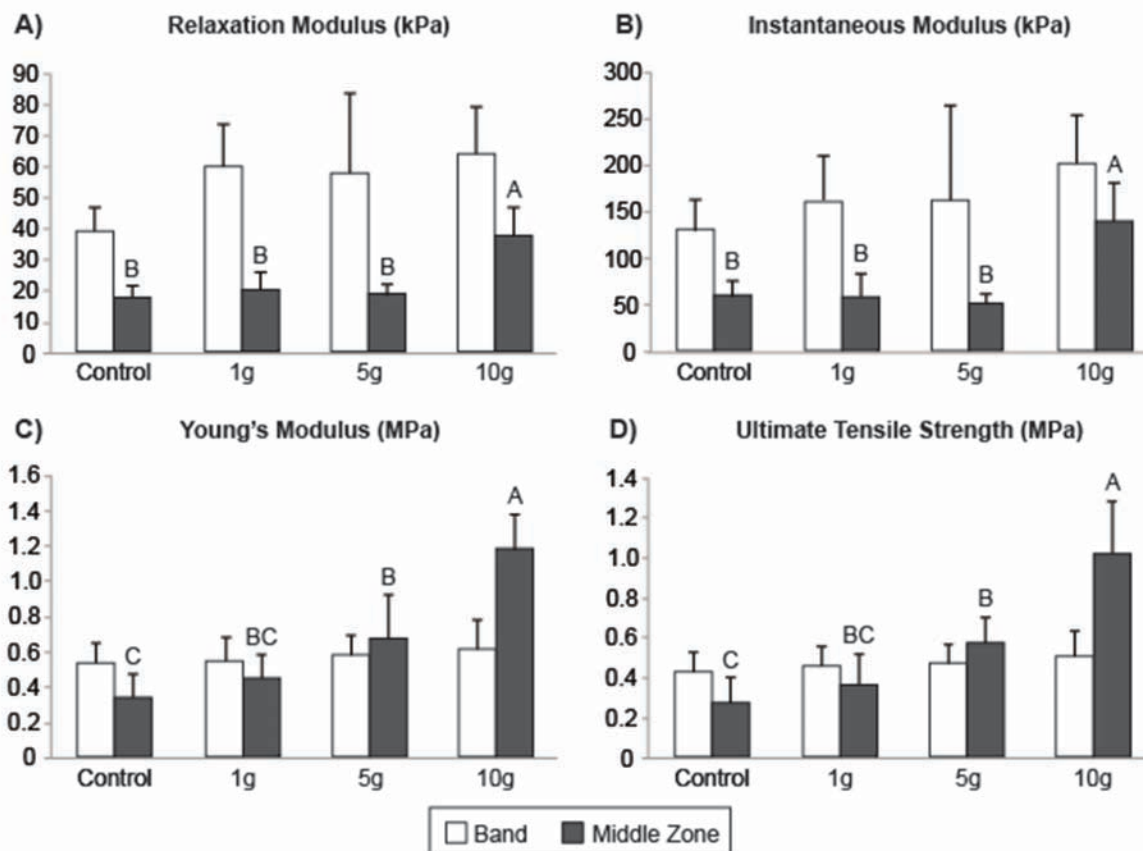 A) Relaxation Modulus (kPa)
90
80
70
60
50
40
30
20
10
0
B
B
B
A
Control 1g 5g 10g
B) Instantaneous Modulus (kPa)
300
250
200
150
100
50
0
B
B
B
A
Control 1g 5g 10g
C) Young's Modulus (MPa)
1.6
1.4
1.2
1.0
0.8
0.6
0.4
0.2
0
C
BC
B
A
Control 1g 5g 10g
D) Ultimate Tensile Strength (MPa)
1.4
1.2
1.0
0.8
0.6
0.4
0.2
0
C
BC
B
A
Control 1g 5g 10g
Band Middle Zone